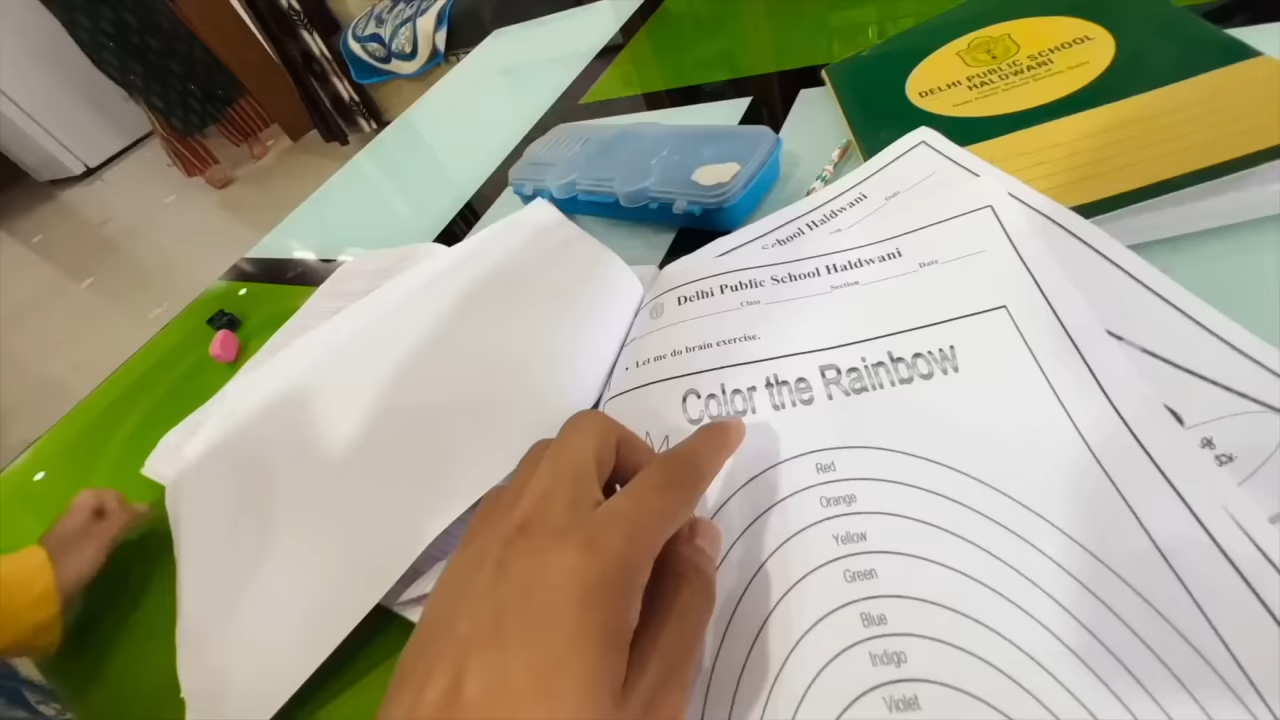 DELHI PUBLIC SCHOOL
HALDWANI
School Haldwani
Date
Delhi Public School Haldwani
Class Section Date
• Let me do brain exercise.
Color the Rainbow
Red
Orange
Yellow
Green
Blue
Indigo
Violet